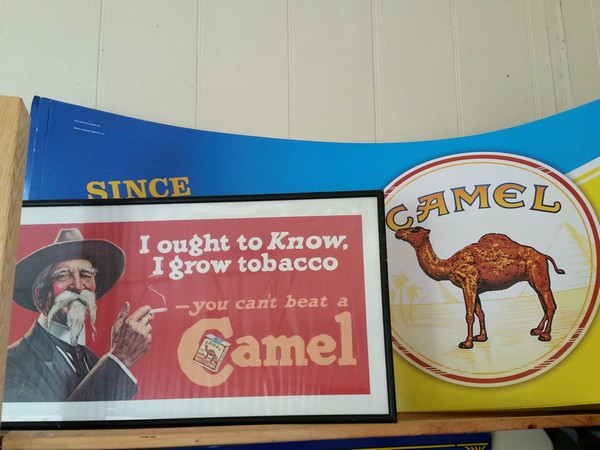 SINCE
CAMEL
I ought to Know,
I grow tobacco
—you can't beat a
Camel